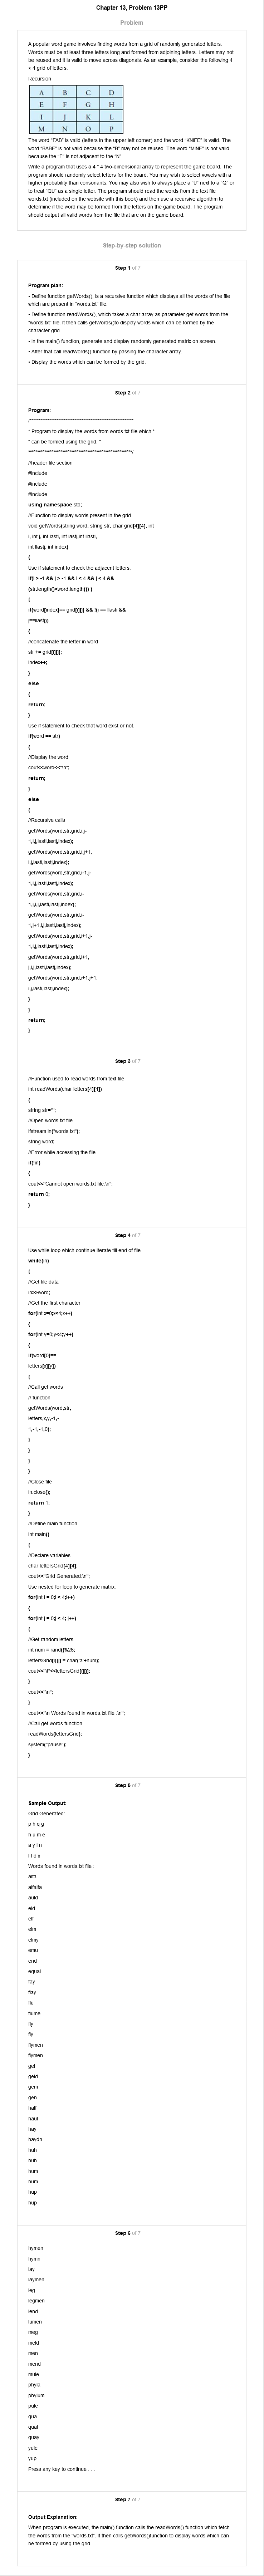 Chapter 13, Problem 13PP
Problem
A popular word game involves finding words from a grid of randomly generated letters.
Words must be at least three letters long and formed from adjoining letters. Letters may not
be reused and it is valid to move across diagonals. As an example, consider the following 4
× 4 grid of letters:
Recursion
A B C D
E F G H
I J K L
M N O P
The word "FAB" is valid (letters in the upper left corner) and the word "KNIFE" is valid. The
word "BABE" is not valid because the "B" may not be reused. The word "MINE" is not valid
because the "E" is not adjacent to the "N".
Write a program that uses a 4 * 4 two-dimensional array to represent the game board. The
program should randomly select letters for the board. You may wish to select vowels with a
higher probability than consonants. You may also wish to always place a "U" next to a "Q" or
to treat "QU" as a single letter. The program should read the words from the text file
words.txt (included on the website with this book) and then use a recursive algorithm to
determine if the word may be formed from the letters on the game board. The program
should output all valid words from the file that are on the game board.
Step-by-step solution
Step 1 of 7
Program plan:
• Define function getWords(), is a recursive function which displays all the words of the file
which are present in "words.txt" file.
• Define function readWords(), which takes a char array as parameter get words from the
"words.txt" file. It then calls getWords()to display words which can be formed by the
character grid.
• In the main() function, generate and display randomly generated matrix on screen.
• After that call readWords() function by passing the character array.
• Display the words which can be formed by the grid.
Step 2 of 7
Program:
* Program to display the words from words.txt file which *
* can be formed using the grid. *
//header file section
#include
#include
#include
using namespace std;
//Function to display words present in the grid
void getWords(string word, string str, char grid[4][4], int
i, int j, int lasti, int lastj,int llasti,
int llastj, int index)
{
Use if statement to check the adjacent letters.
if(i > -1 && j > -1 && i < 4 && j < 4 &&
(str.length()<word.length()) )
{
if(word[index]== grid[i][j] && !(i == llasti &&
j==llastj))
{
//concatenate the letter in word
str += grid[i][j];
index++;
}
else
{
return;
}
Use if statement to check that word exist or not.
if(word == str)
{
//Display the word
cout<<word<<"\n";
return;
}
else
{
//Recursive calls
getWords(word,str,grid,i,j-
1,i,j,lasti,lastj,index);
getWords(word,str,grid,i,j+1,
i,j,lasti,lastj,index);
getWords(word,str,grid,i-1,j-
1,i,j,lasti,lastj,index);
getWords(word,str,grid,i-
1,j,i,j,lasti,lastj,index);
getWords(word,str,grid,i-
1,j+1,i,j,lasti,lastj,index);
getWords(word,str,grid,i+1,j-
1,i,j,lasti,lastj,index);
getWords(word,str,grid,i+1,
j,i,j,lasti,lastj,index);
getWords(word,str,grid,i+1,j+1,
i,j,lasti,lastj,index);
}
}
return;
}
Step 3 of 7
//Function used to read words from text file
int readWords(char letters[4][4])
{
string str="";
//Open words.txt file
ifstream in("words.txt");
string word;
//Error while accessing the file
if(!in)
{
cout<<"Cannot open words.txt file.\n";
return 0;
}
Step 4 of 7
Use while loop which continue iterate till end of file.
while(in)
{
//Get file data
in>>word;
//Get the first character
for(int x=0;x<4;x++)
{
for(int y=0;y<4;y++)
{
if(word[0]==
letters[x][y])
{
//Call get words
// function
getWords(word,str,
letters,x,y,-1,-
1,-1,-1,0);
}
}
}
}
//Close file
in.close();
return 1;
}
//Define main function
int main()
{
//Declare variables
char lettersGrid[4][4];
cout<<"Grid Generated:\n";
Use nested for loop to generate matrix
for(int i = 0;i < 4;i++)
{
for(int j = 0;j < 4; j++)
{
//Get random letters
int num = rand()%26;
lettersGrid[i][j] = char('a'+num);
cout<<"\t"<<lettersGrid[i][j];
}
cout<<"\n";
}
cout<<"\n Words found in words.txt file :\n";
//Call get words function
readWords(lettersGrid);
system("pause");
}
Step 5 of 7
Sample Output:
Grid Generated:
p h q g
h u m e
a y l n
l f d x
Words found in words.txt file :
alfa
alfalfa
auld
eld
elf
elm
elmy
emu
end
equal
fay
flay
flu
flume
fly
fly
flymen
flymen
gel
geld
gem
gen
half
haul
hay
haydn
huh
huh
hum
hum
hup
hup
Step 6 of 7
hymen
hymn
lay
laymen
leg
legmen
lend
lumen
meg
meld
men
mend
mule
phyla
phylum
pule
qua
qual
quay
yule
yup
Press any key to continue . . .
Step 7 of 7
Output Explanation:
When program is executed, the main() function calls the readWords() function which fetch
the words from the "words.txt". It then calls getWords()function to display words which can
be formed by using the grid.